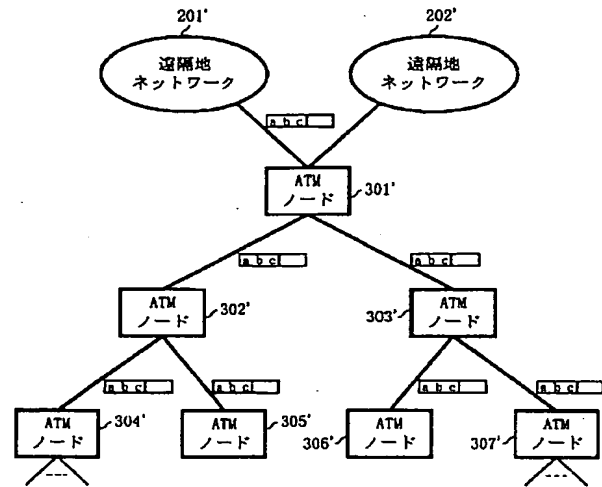 201'
202'
遠隔地
ネットワーク
遠隔地
ネットワーク
a b c
ATM
ノード
301'
a b c
a b c
ATM
ノード
302'
303'
ATM
ノード
a b c
a b c
a b c
a b c
ATM
ノード
304'
ATM
ノード
305'
306'
ATM
ノード
307'
ATM
ノード